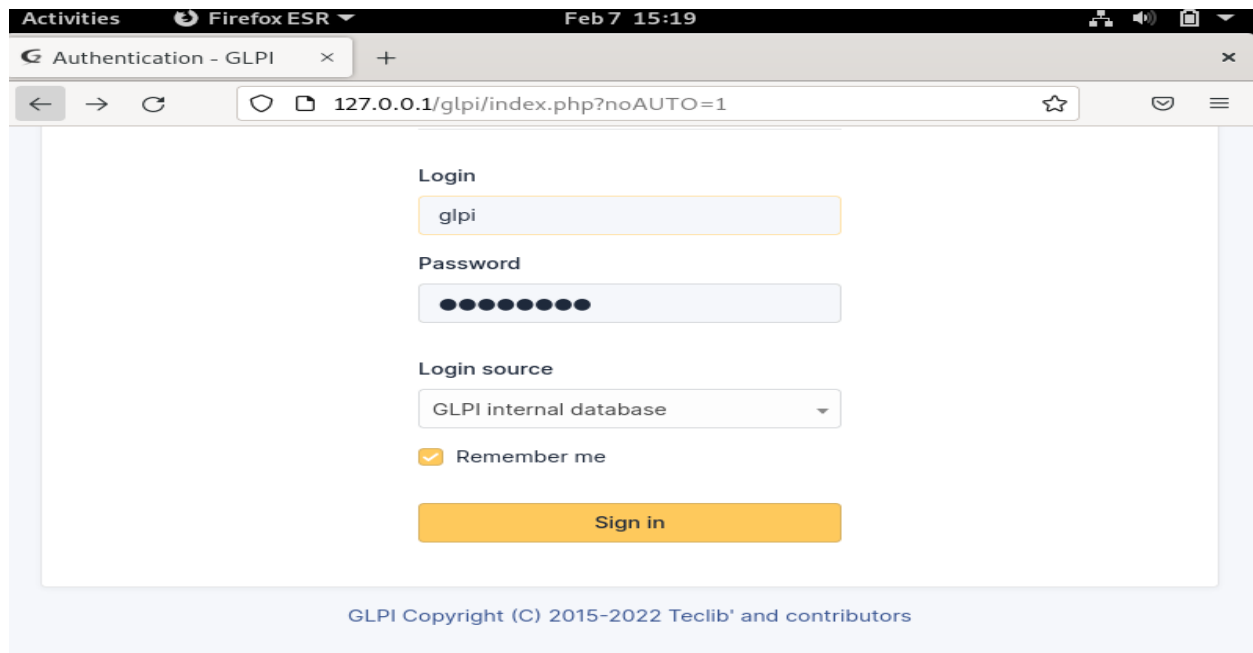 Activities Firefox ESR Feb 7 15:19
Authentication - GLPI
127.0.0.1/glpi/index.php?noAUTO=1
Login
glpi
Password
Login source
GLPI internal database
Remember me
Sign in
GLPI Copyright (C) 2015-2022 Teclib' and contributors